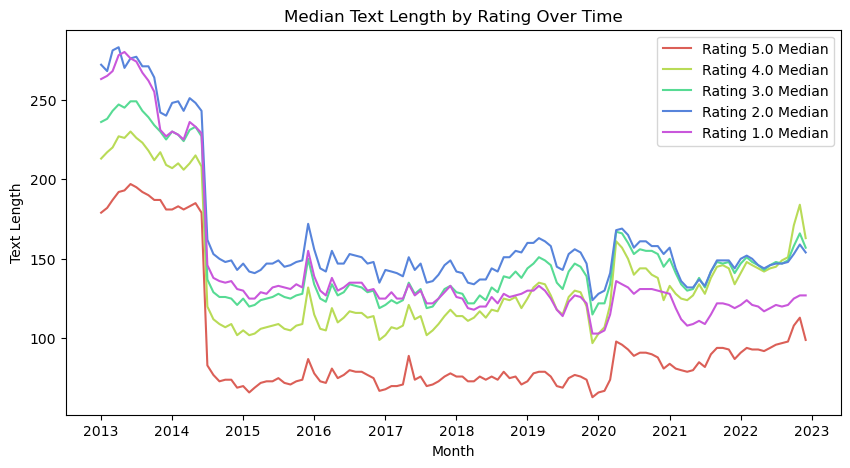 Median Text Length by Rating Over Time
Rating 5.0 Median
Rating 4.0 Median
Rating 3.0 Median
Rating 2.0 Median
Rating 1.0 Median
Text Length
250
200
150
100
2013 2014 2015 2016 2017 2018 2019 2020 2021 2022 2023
Month